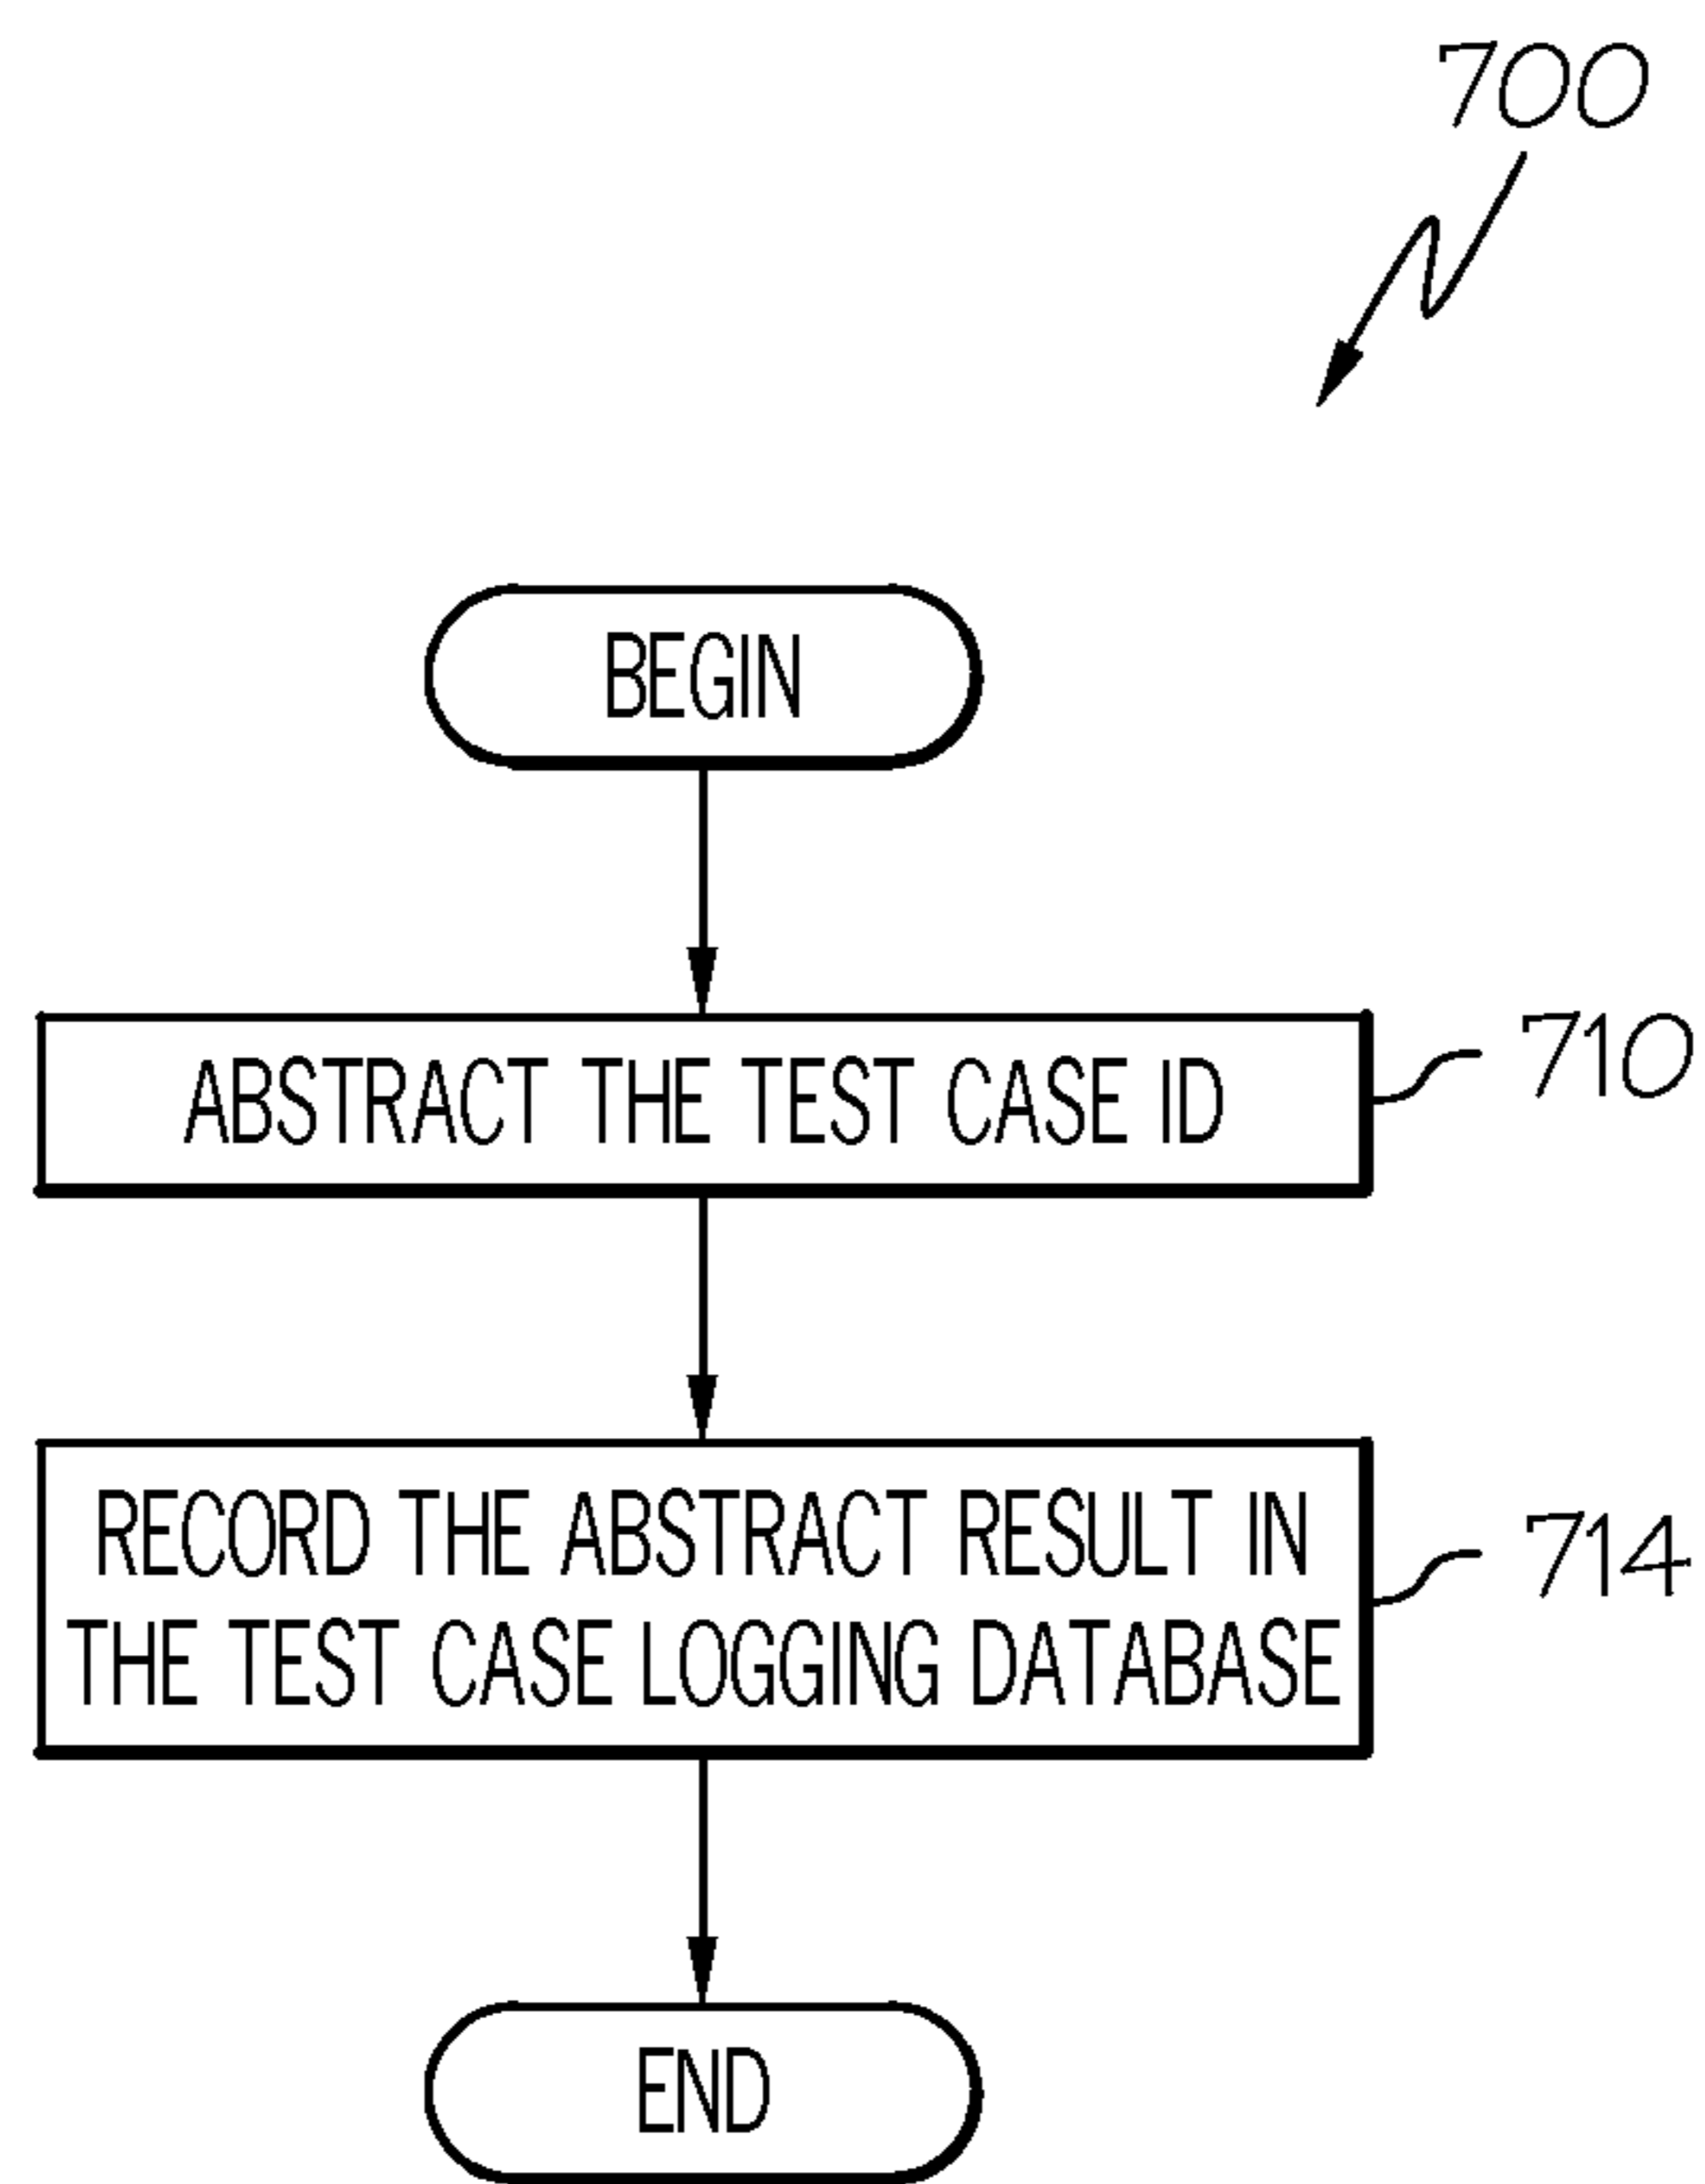 700
BEGIN
ABSTRACT THE TEST CASE ID
710
RECORD THE ABSTRACT RESULT IN
THE TEST CASE LOGGING DATABASE
714
END